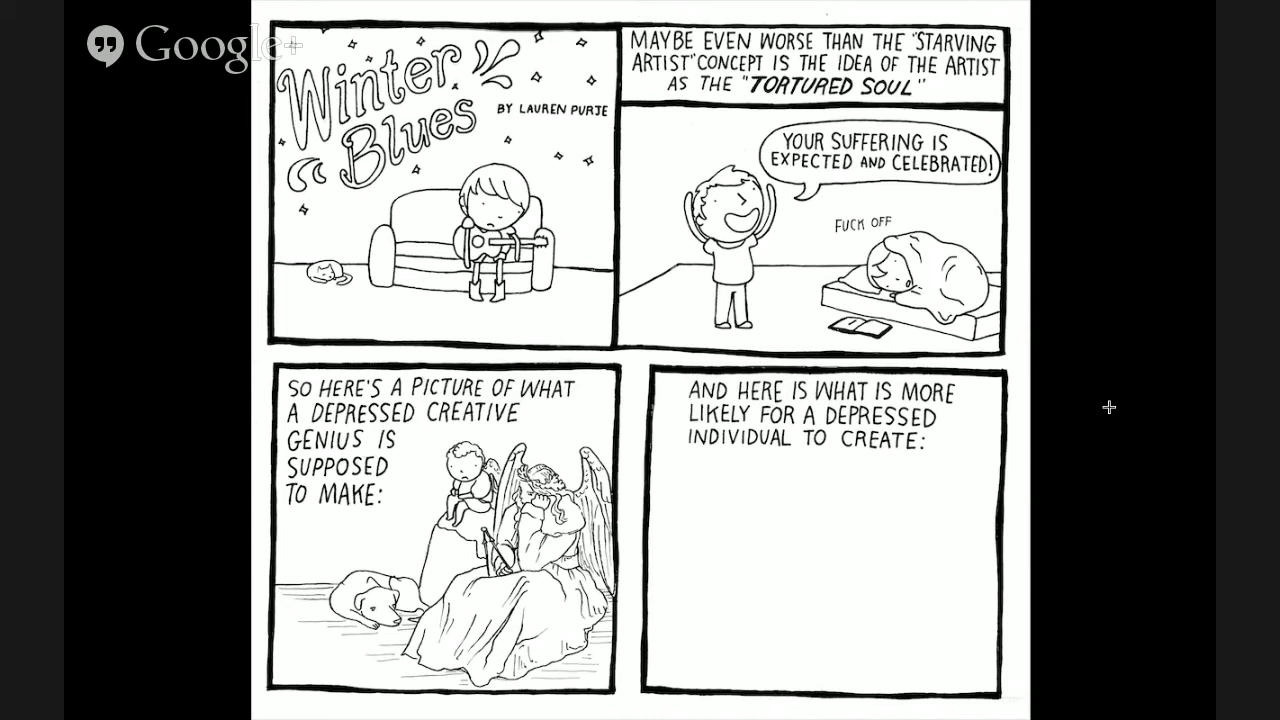 Google+
Winter
Blues
BY LAUREN PURJE
MAYBE EVEN WORSE THAN THE "STARVING
ARTIST" CONCEPT IS THE IDEA OF THE ARTIST
AS THE "TORTURED SOUL"
YOUR SUFFERING IS
EXPECTED AND CELEBRATED!
FUCK OFF
SO HERE'S A PICTURE OF WHAT
A DEPRESSED CREATIVE
GENIUS IS
SUPPOSED
TO MAKE:
AND HERE IS WHAT IS MORE
LIKELY FOR A DEPRESSED
INDIVIDUAL TO CREATE: